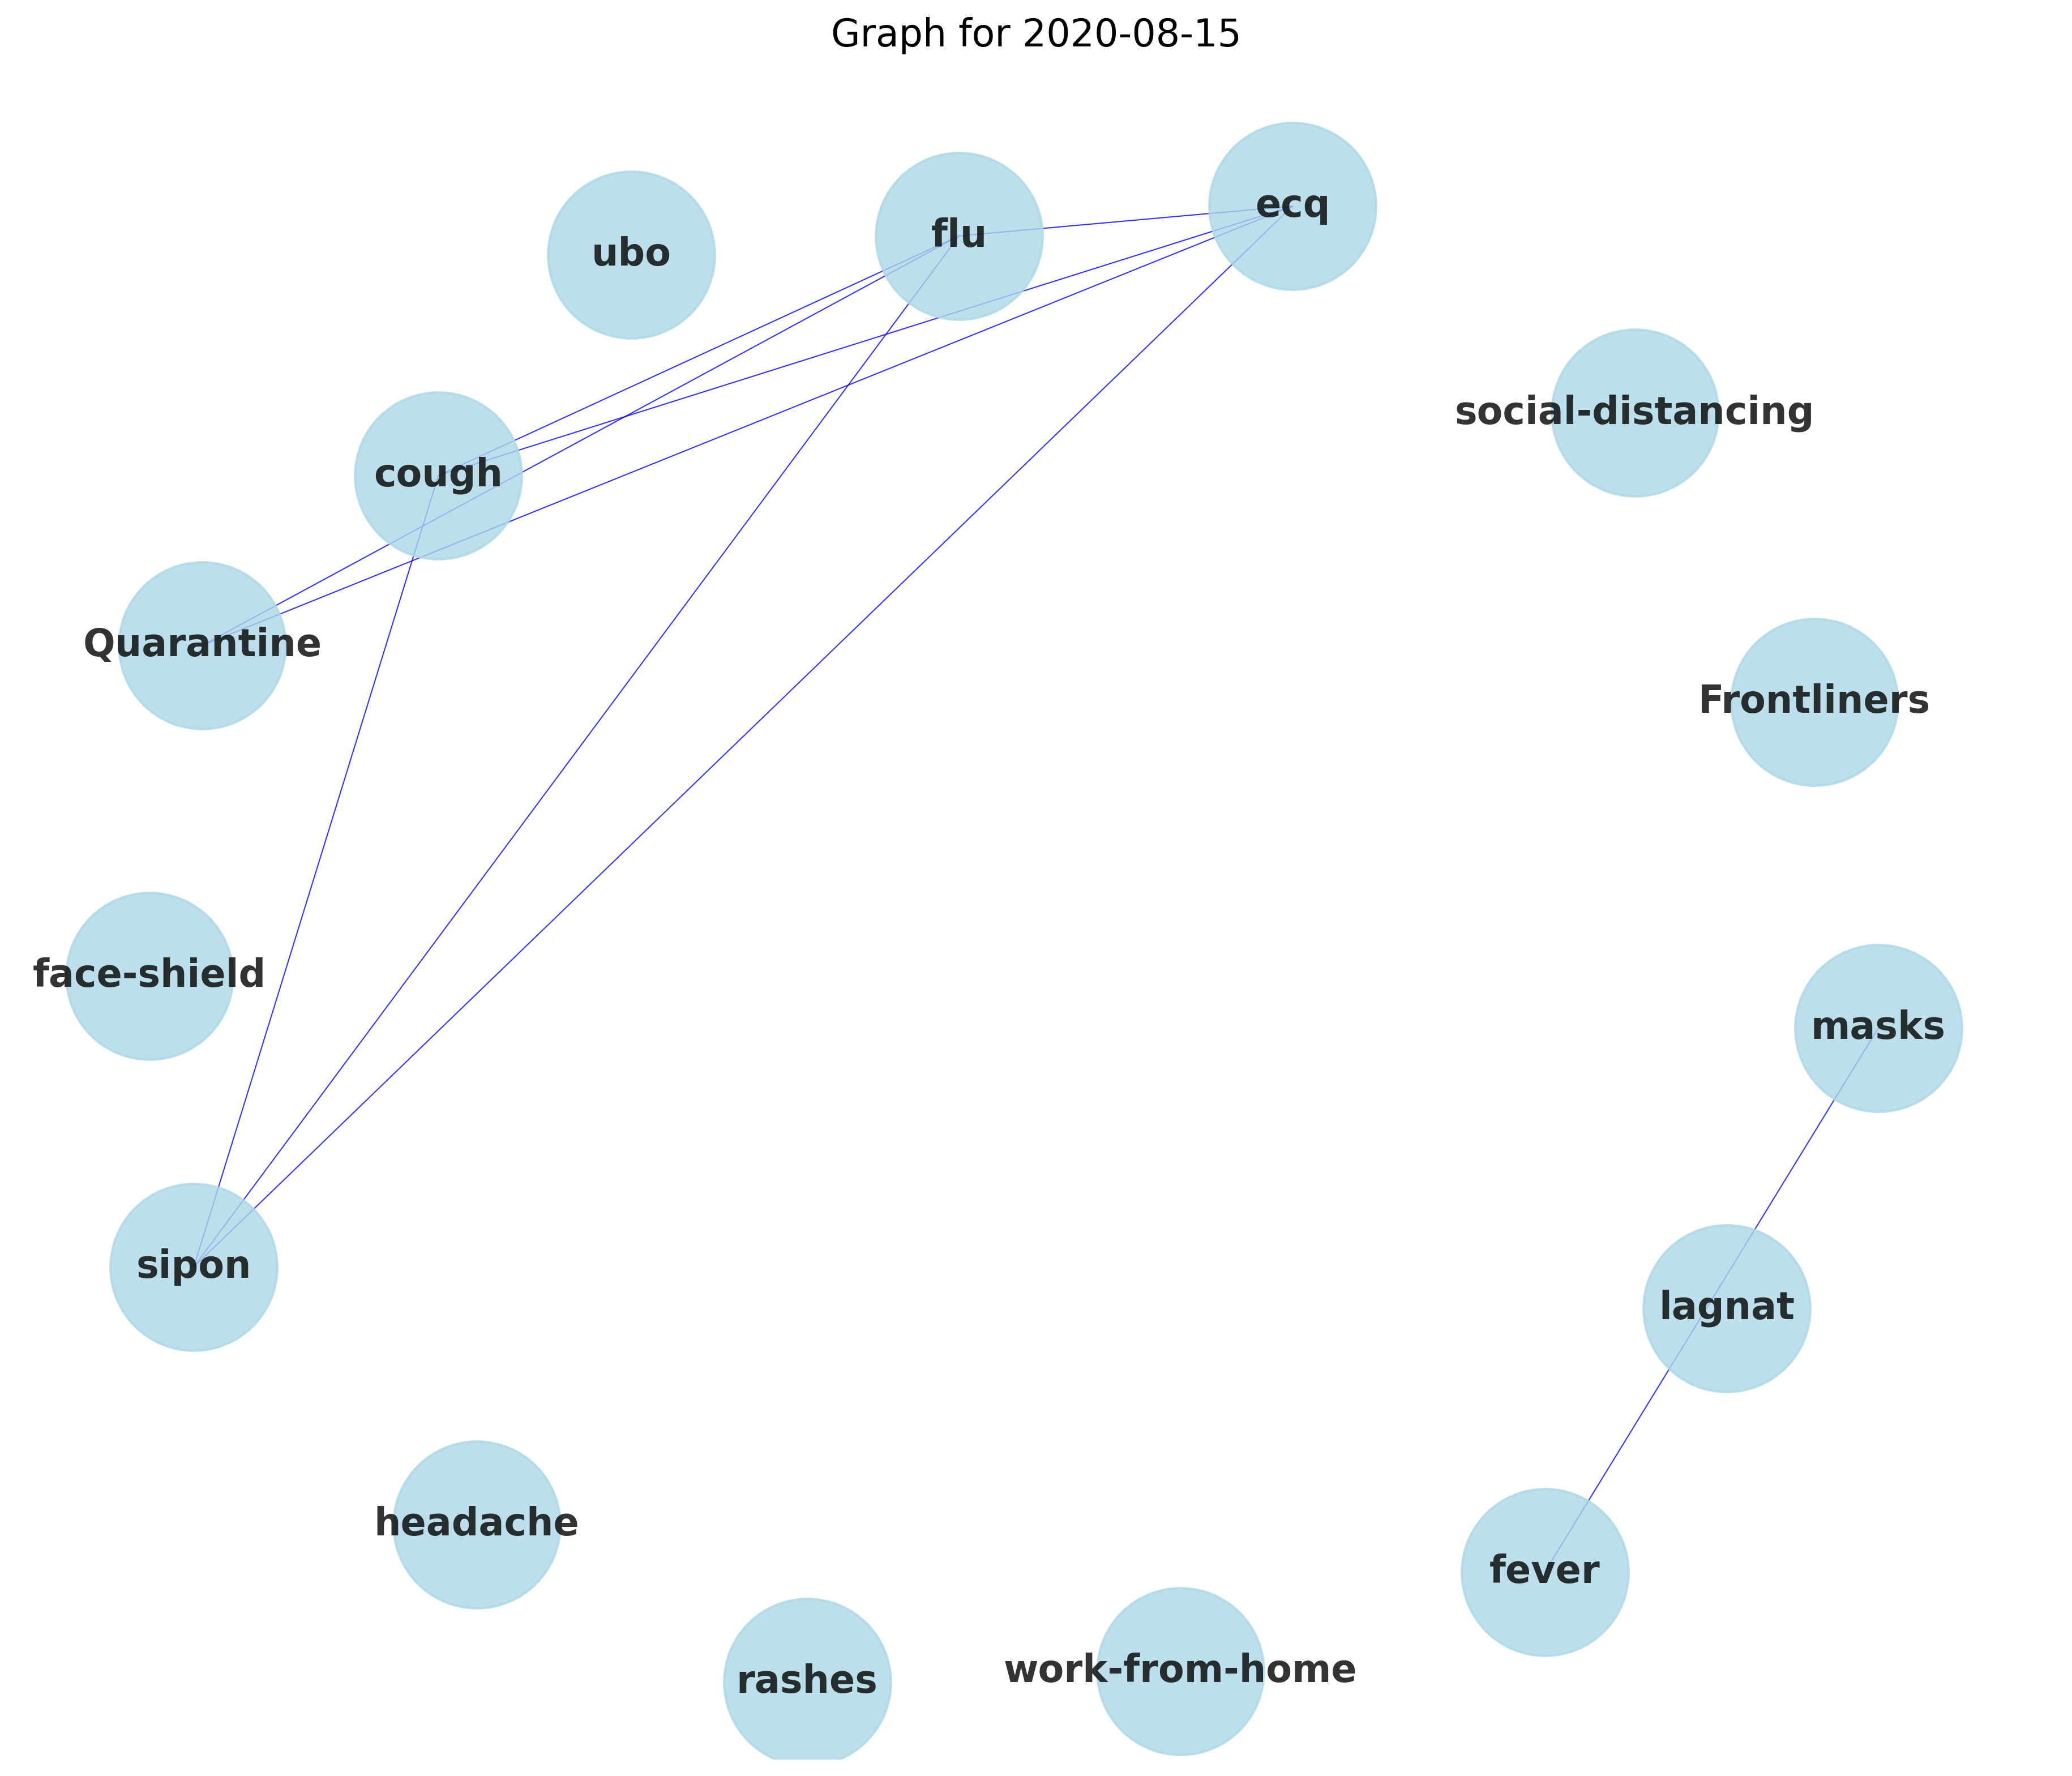 Graph for 2020-08-15
ecq
flu
ubo
social-distancing
cough
Quarantine
Frontliners
face-shield
masks
sipon
lagnat
headache
fever
work-from-home
rashes